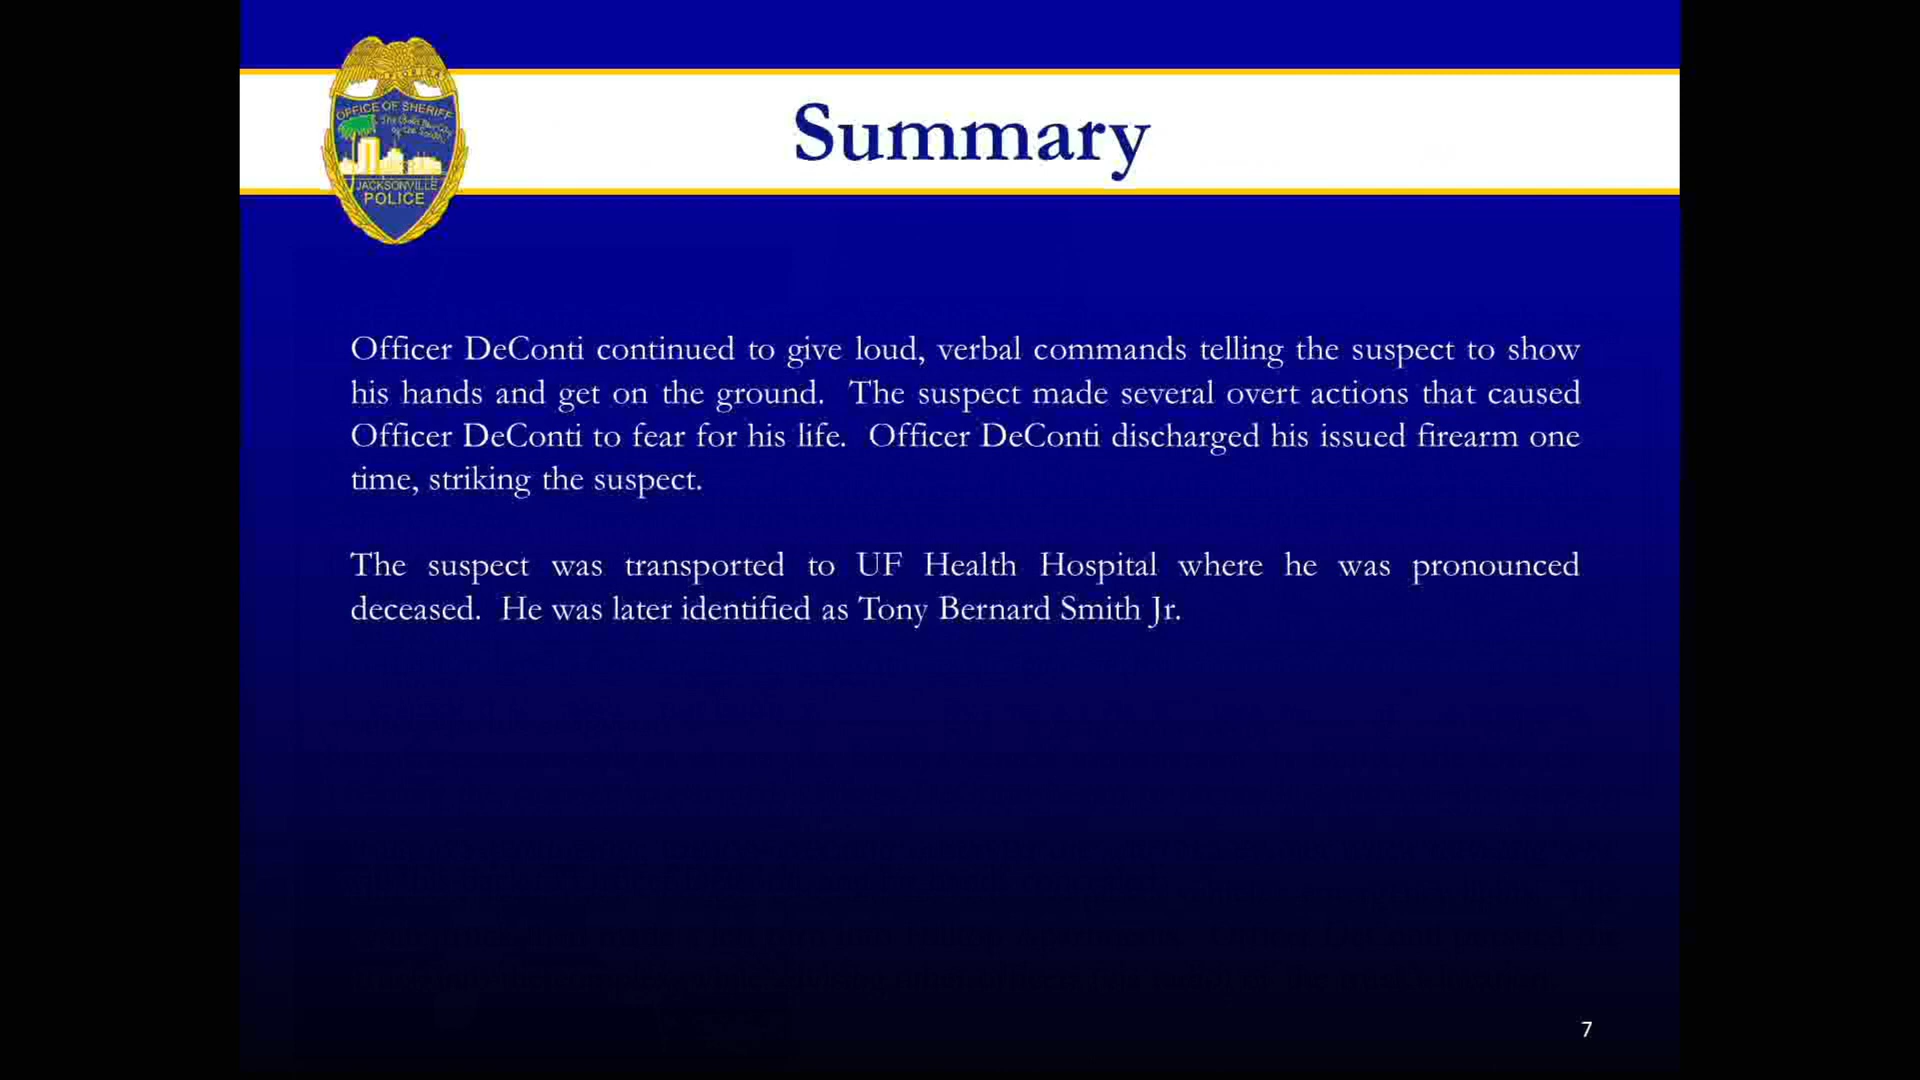 Summary
OFFICE OF SHERIFF
JACKSONVILLE
POLICE
Officer DeConti continued to give loud, verbal commands telling the suspect to show
his hands and get on the ground.  The suspect made several overt actions that caused
Officer DeConti to fear for his life.  Officer DeConti discharged his issued firearm one
time, striking the suspect.
The suspect was transported to UF Health Hospital where he was pronounced
deceased.  He was later identified as Tony Bernard Smith Jr.
7